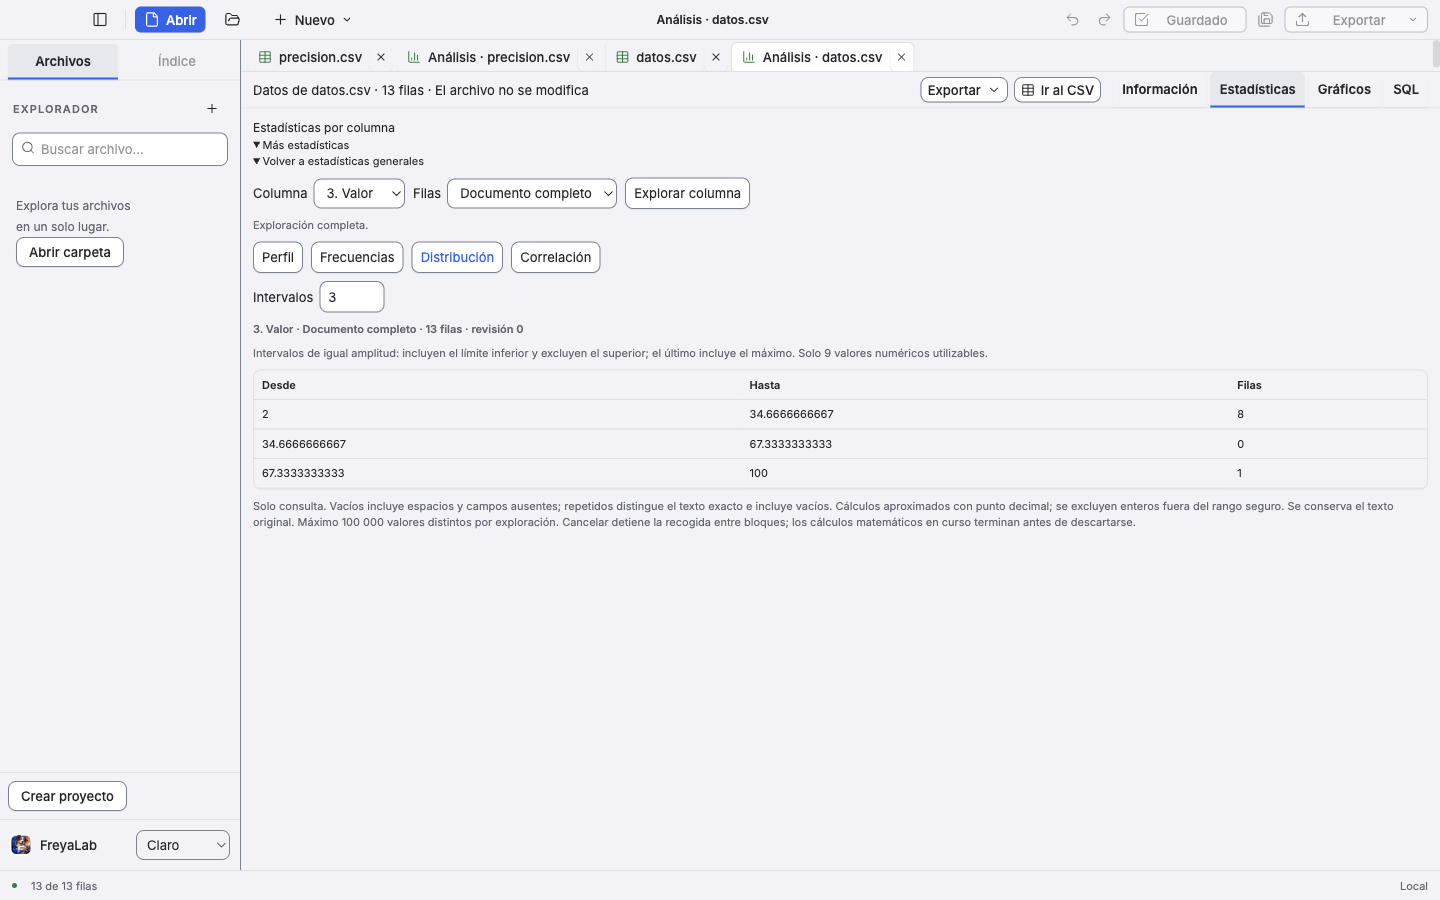 Abrir
Nuevo
Análisis · datos.csv
Guardado
Exportar
Archivos
Índice
precision.csv
Análisis · precision.csv
datos.csv
Análisis · datos.csv
EXPLORADOR
Buscar archivo...
Explora tus archivos
en un solo lugar.
Abrir carpeta
Crear proyecto
FreyaLab
Claro
Datos de datos.csv · 13 filas · El archivo no se modifica
Exportar
Ir al CSV
Información
Estadísticas
Gráficos
SQL
Estadísticas por columna
Más estadísticas
Volver a estadísticas generales
Columna
3. Valor
Filas
Documento completo
Explorar columna
Exploración completa.
Perfil
Frecuencias
Distribución
Correlación
Intervalos
3
3. Valor · Documento completo · 13 filas · revisión 0
Intervalos de igual amplitud: incluyen el límite inferior y excluyen el superior; el último incluye el máximo. Solo 9 valores numéricos utilizables.
Desde Hasta Filas
2 34.6666666667 8
34.6666666667 67.3333333333 0
67.3333333333 100 1
Solo consulta. Vacíos incluye espacios y campos ausentes; repetidos distingue el texto exacto e incluye vacíos. Cálculos aproximados con punto decimal; se excluyen enteros fuera del rango seguro. Se conserva el texto
original. Máximo 100 000 valores distintos por exploración. Cancelar detiene la recogida entre bloques; los cálculos matemáticos en curso terminan antes de descartarse.
13 de 13 filas
Local